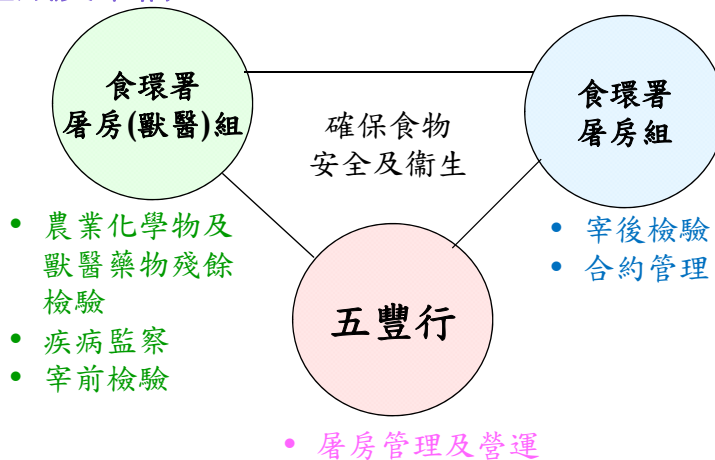 食環署
屠房(獸醫)組
食環署
屠房組
確保食物
安全及衞生
• 農業化學物及
獸醫藥物殘餘
檢驗
• 疾病監察
• 宰前檢驗
• 宰後檢驗
• 合約管理
五豐行
• 屠房管理及營運